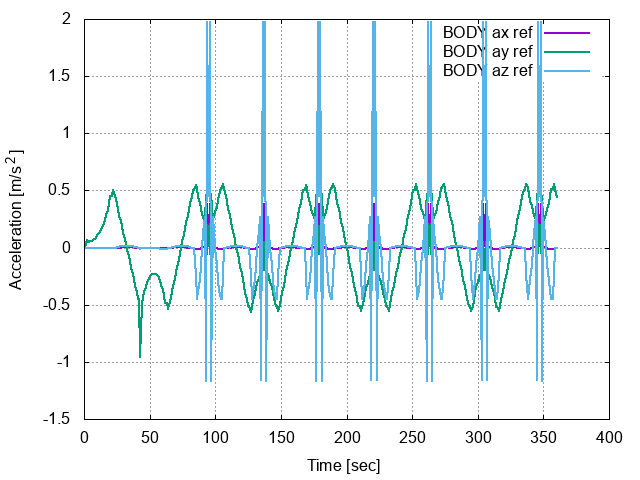 BODY ax ref
BODY ay ref
BODY az ref
2
1.5
1
0.5
0
-0.5
-1
-1.5
Acceleration [m/s²]
0 50 100 150 200 250 300 350 400
Time [sec]